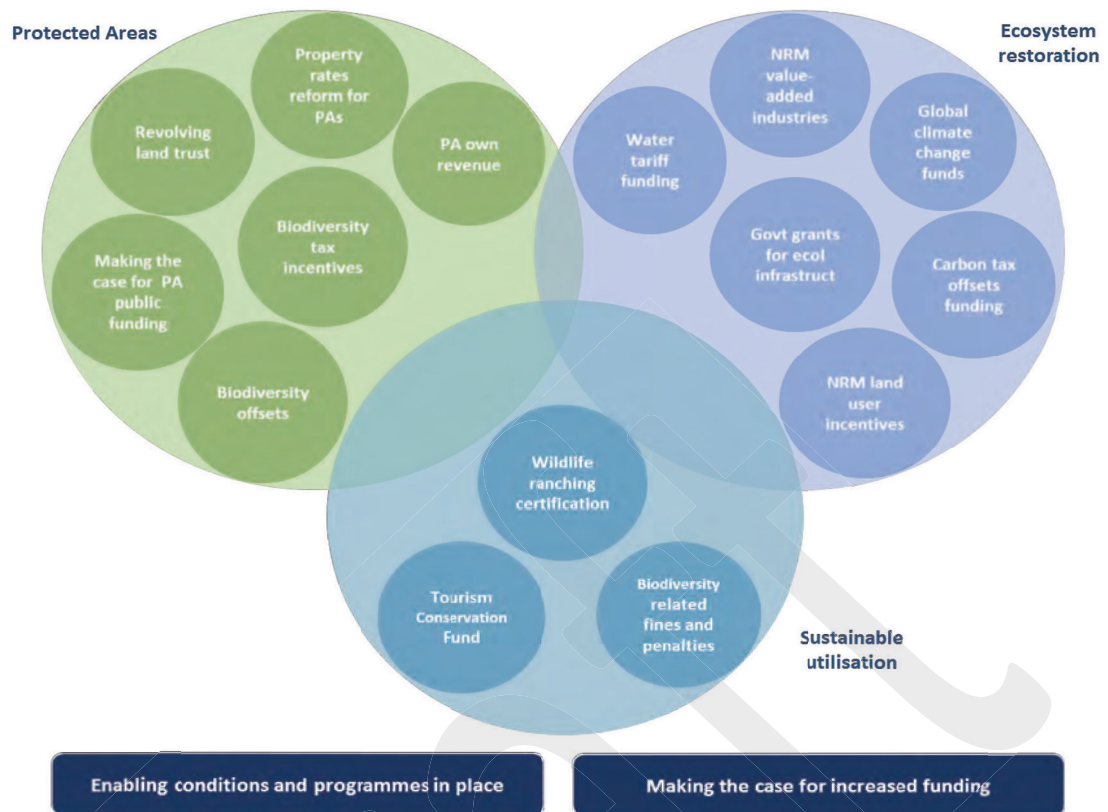 Protected Areas
Property
rates
reform for
PAs
Revolving
land trust
PA own
revenue
Biodiversity
tax
incentives
Making the
case for PA
public
funding
Biodiversity
offsets
Ecosystem
restoration
NRM
value-
added
industries
Water
tariff
funding
Global
climate
change
funds
Govt grants
for ecol
infrastruct
Carbon tax
offsets
funding
NRM land
user
incentives
Wildlife
ranching
certification
Tourism
Conservation
Fund
Biodiversity
related
fines and
penalties
Sustainable
utilisation
Enabling conditions and programmes in place
Making the case for increased funding